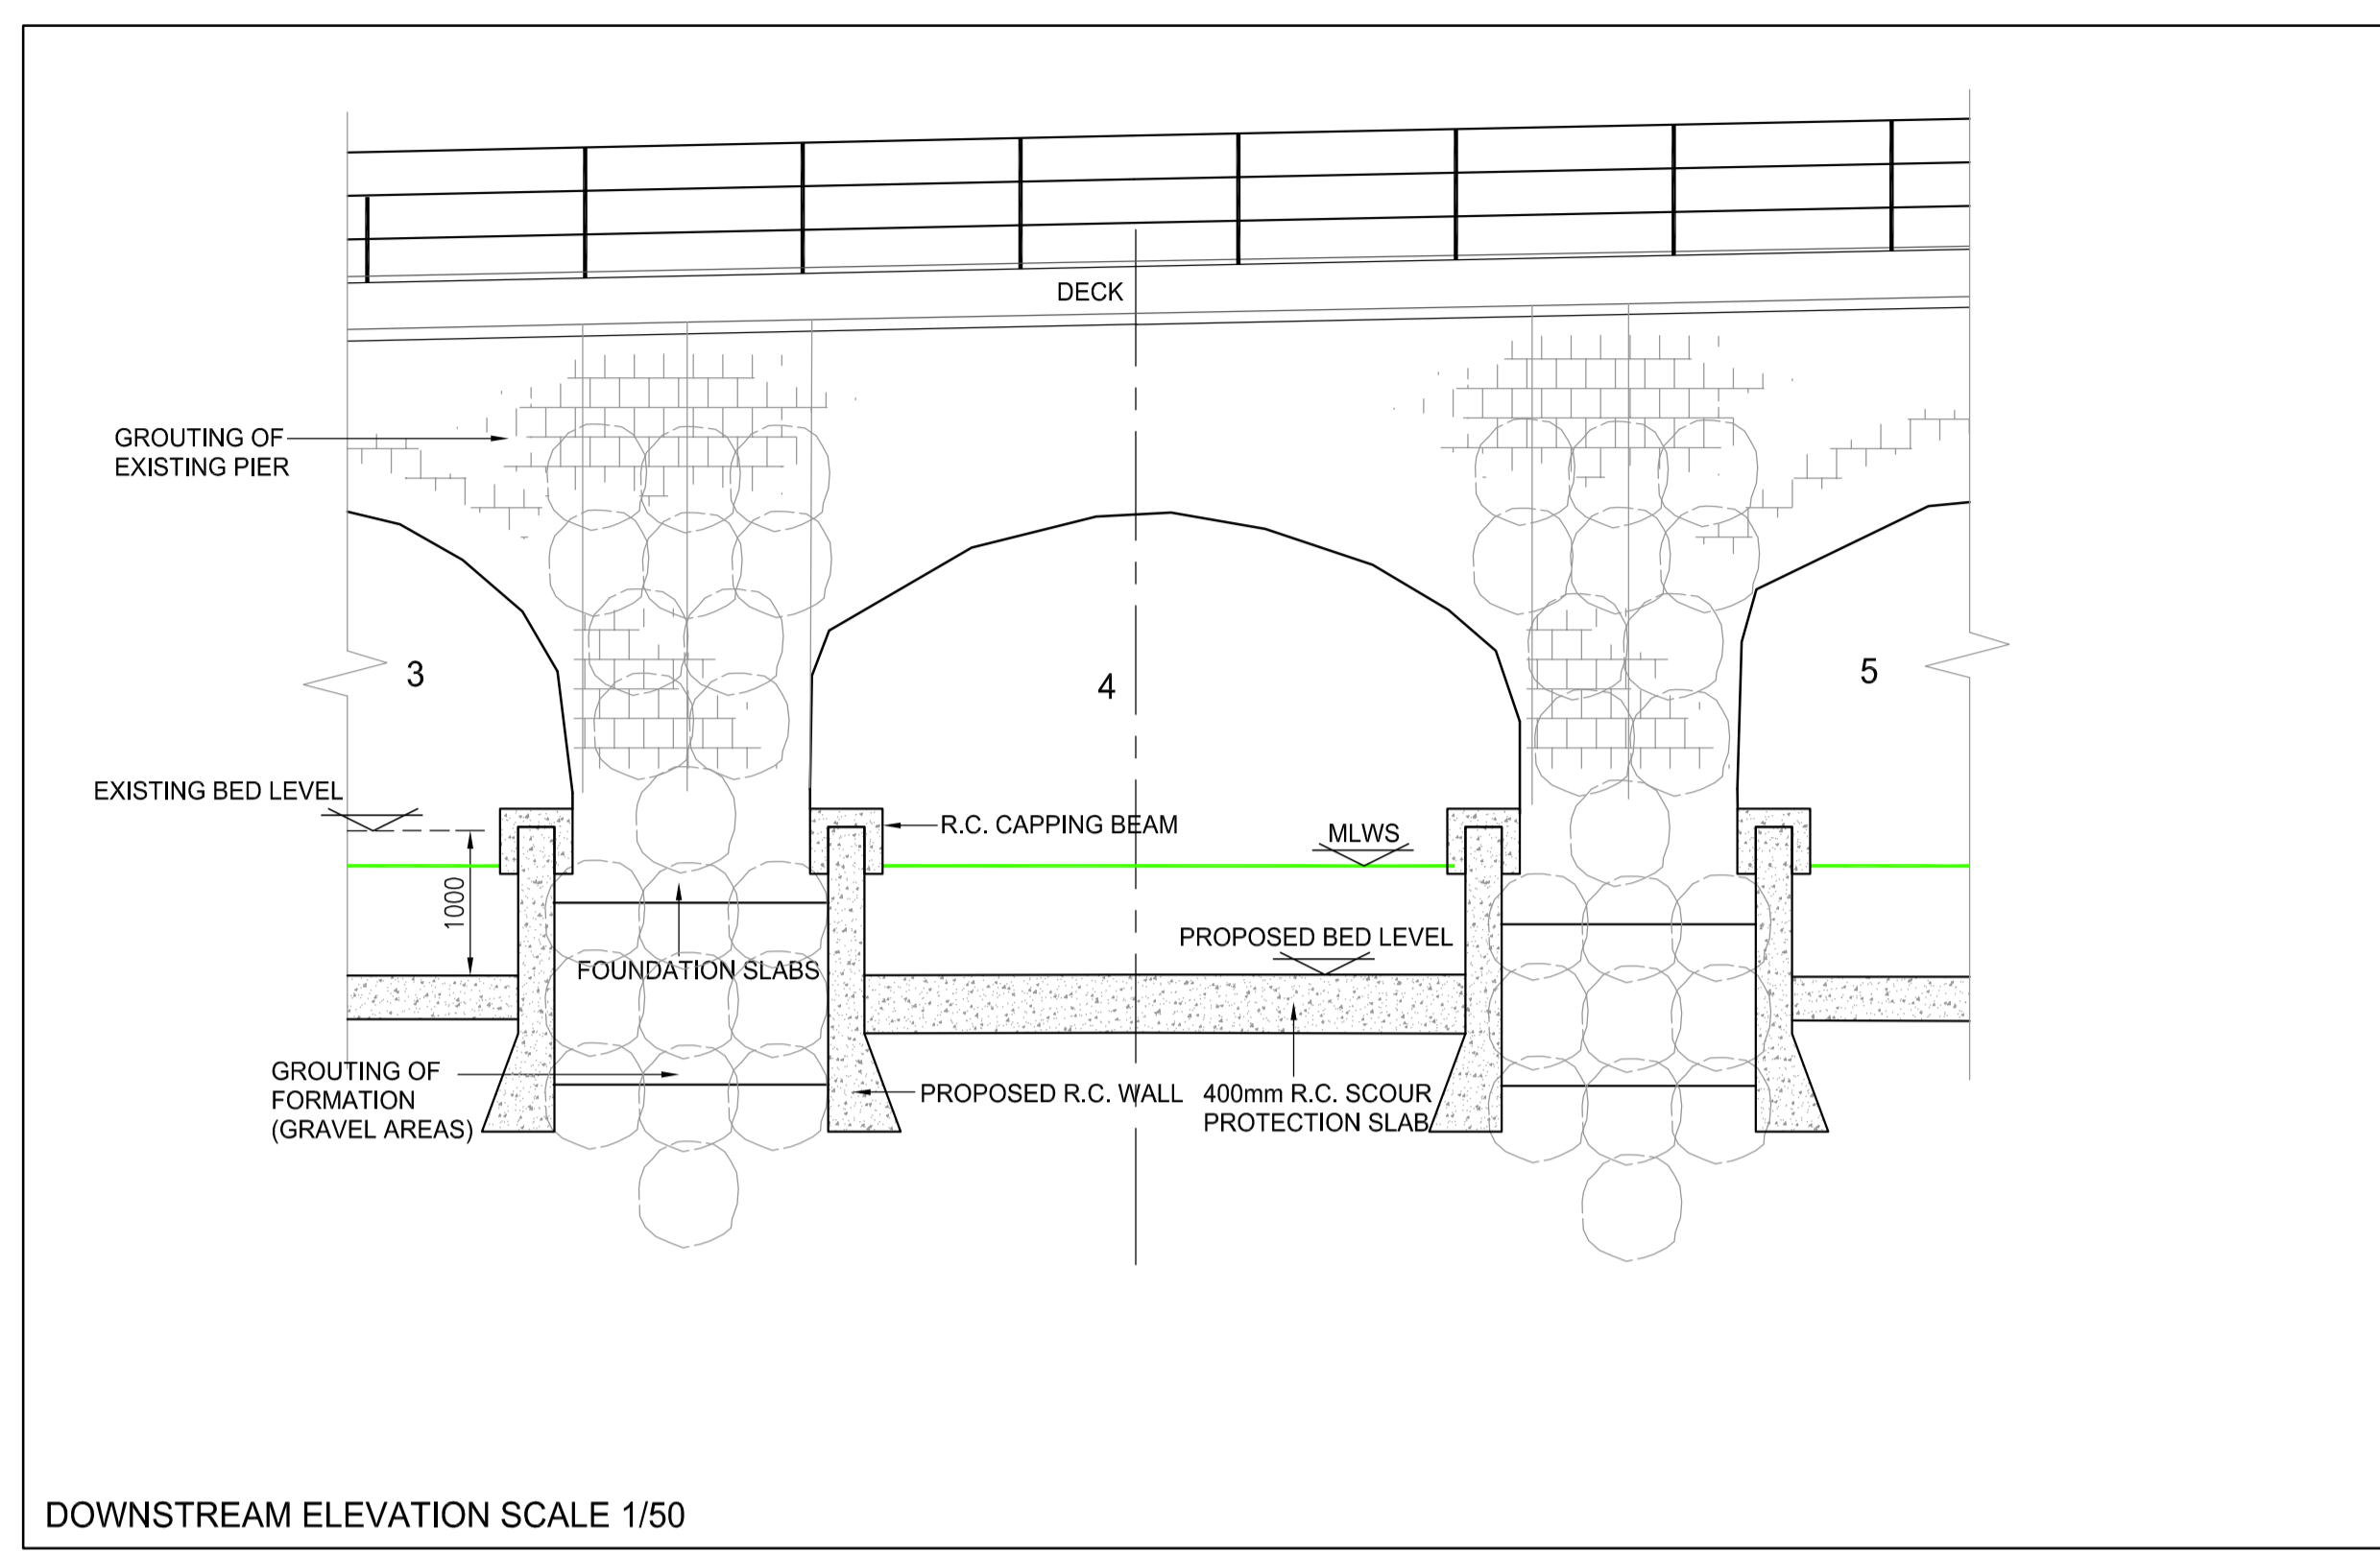 DECK
GROUTING OF
EXISTING PIER
3
4
5
EXISTING BED LEVEL
R.C. CAPPING BEAM
MLWS
1000
PROPOSED BED LEVEL
FOUNDATION SLABS
GROUTING OF
FORMATION
(GRAVEL AREAS)
PROPOSED R.C. WALL
400mm R.C. SCOUR
PROTECTION SLAB
DOWNSTREAM ELEVATION SCALE 1/50